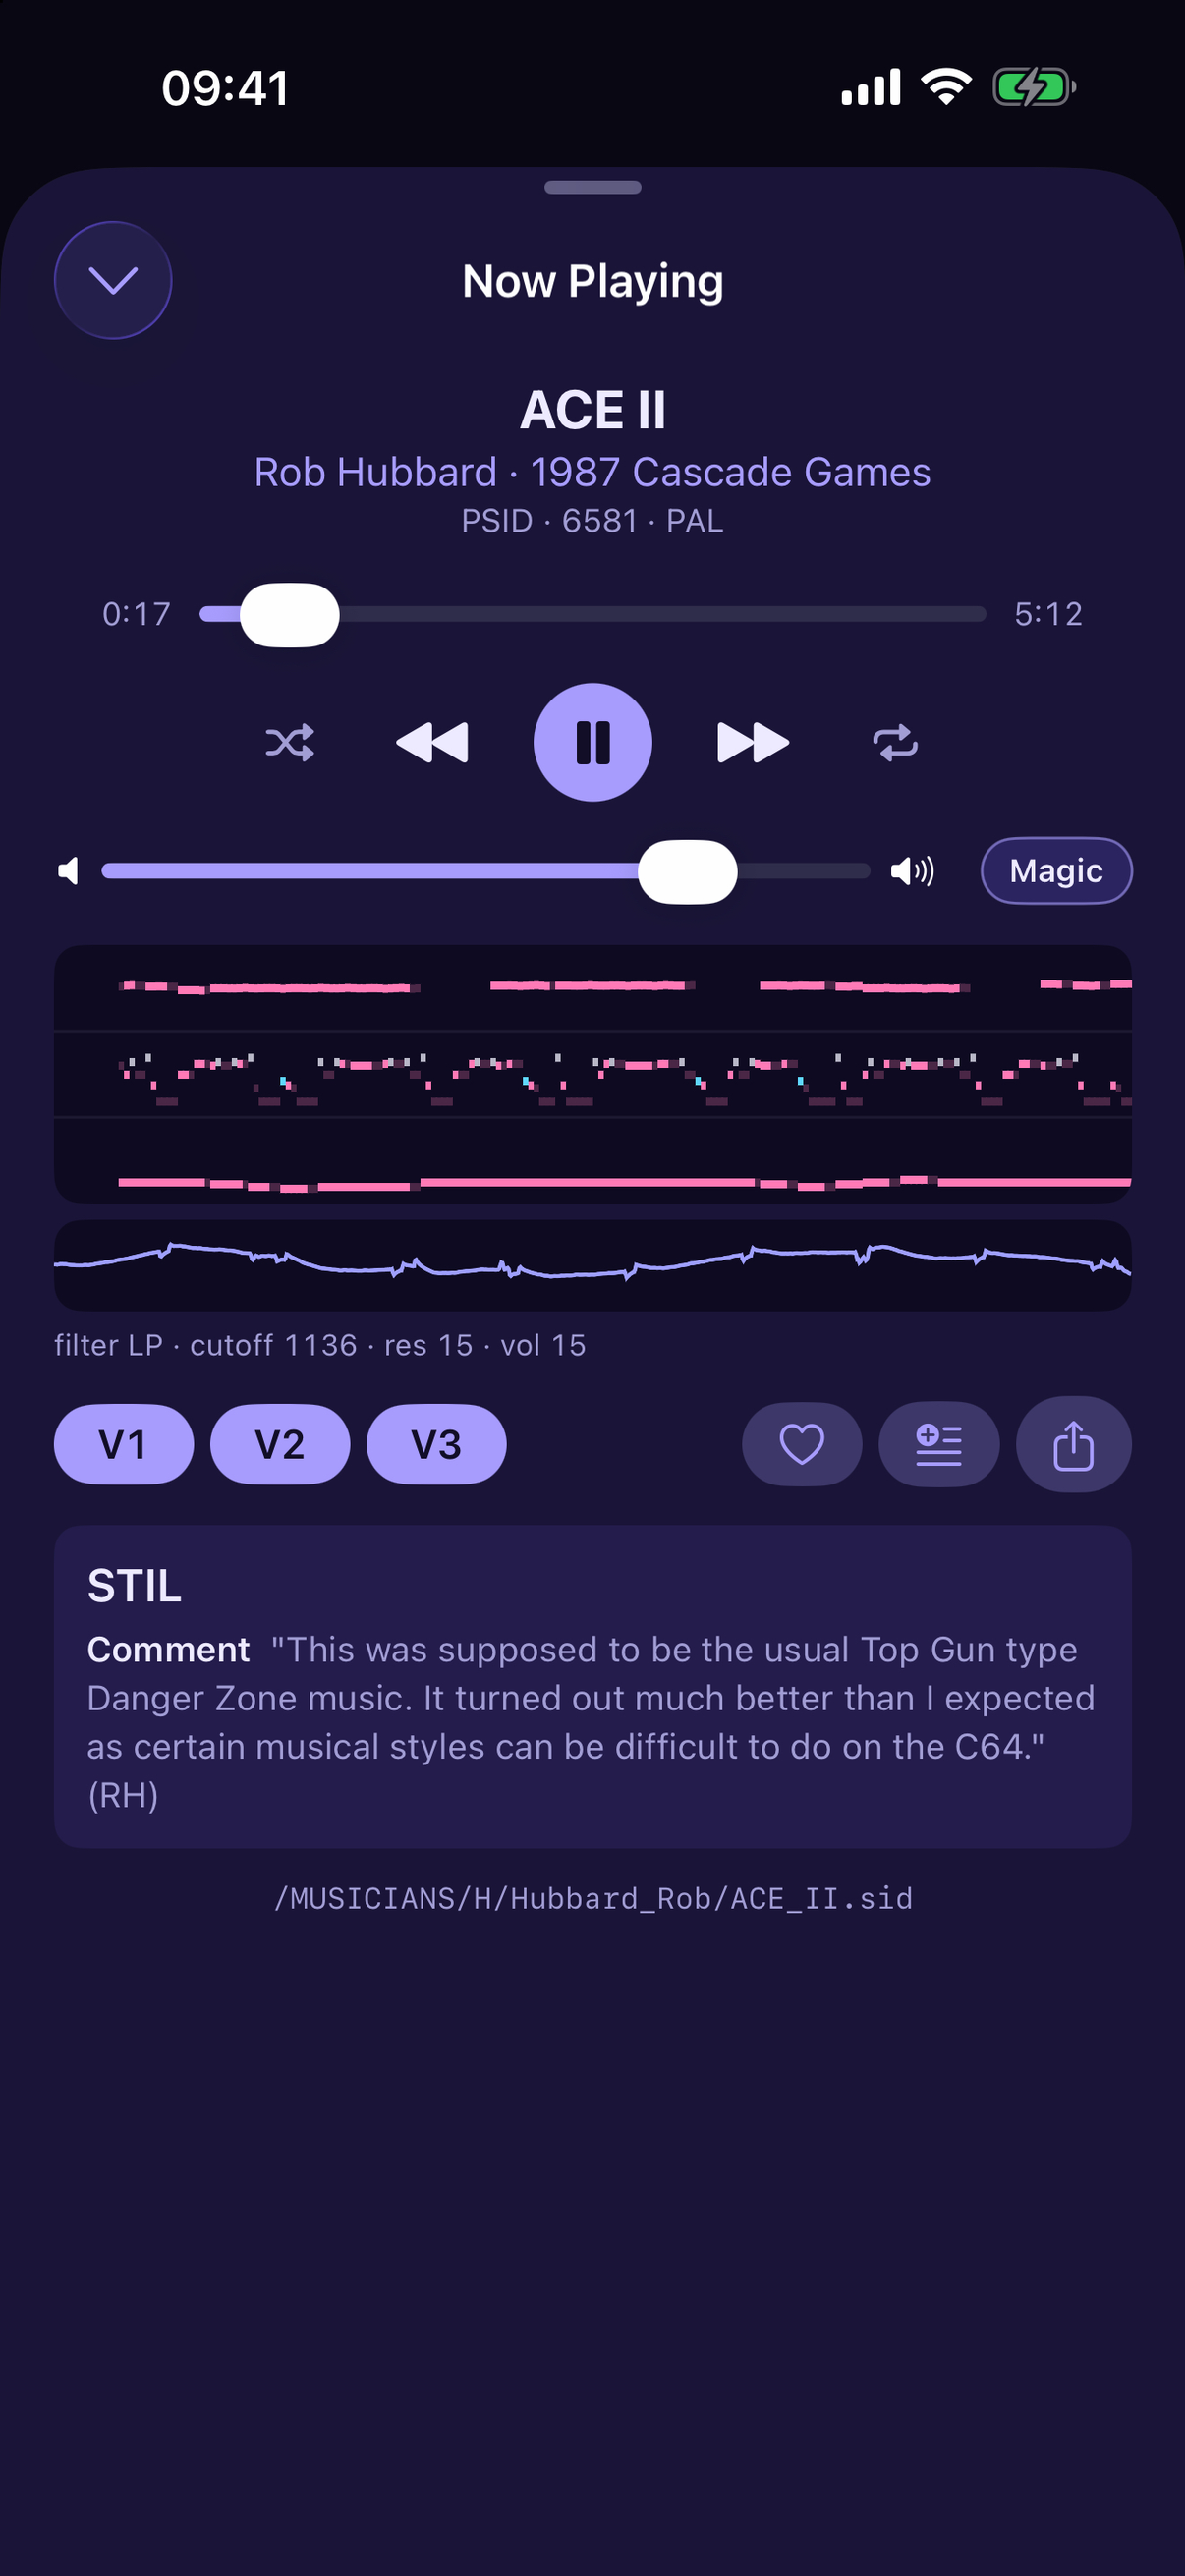 09:41
Now Playing
ACE II
Rob Hubbard · 1987 Cascade Games
PSID · 6581 · PAL
0:17 5:12
Magic
filter LP · cutoff 1136 · res 15 · vol 15
V1 V2 V3
STIL
Comment "This was supposed to be the usual Top Gun type
Danger Zone music. It turned out much better than I expected
as certain musical styles can be difficult to do on the C64."
(RH)
/MUSICIANS/H/Hubbard_Rob/ACE_II.sid